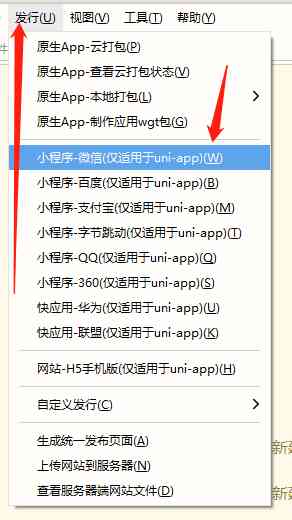 发行(U) 视图(V) 工具(T) 帮助(Y)
原生App-云打包(P)
原生App-查看云打包状态(V)
原生App-本地打包(L)
原生App-制作应用wgt包(G)
小程序-微信(仅适用于uni-app)(W)
小程序-百度(仅适用于uni-app)(B)
小程序-支付宝(仅适用于uni-app)(M)
小程序-字节跳动(仅适用于uni-app)(T)
小程序-QQ(仅适用于uni-app)(Q)
小程序-360(仅适用于uni-app)(S)
快应用-华为(仅适用于uni-app)(U)
快应用-联盟(仅适用于uni-app)(K)
网站-H5手机版(仅适用于uni-app)(H)
自定义发行(C)
生成统一发布页面(A)
新建
上传网站到服务器(N)
查看服务器端网站文件(D)
新建